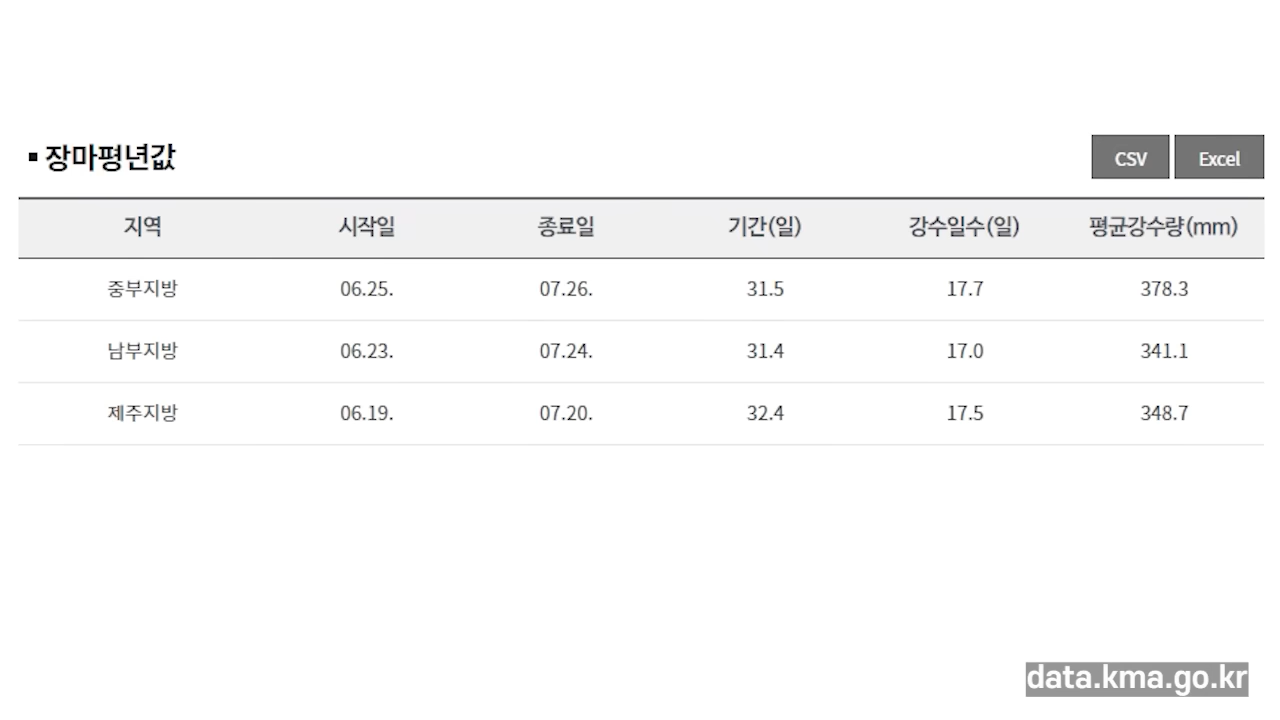 ▪ 장마평년값
CSV Excel
지역 시작일 종료일 기간(일) 강수일수(일) 평균강수량(mm)
중부지방 06.25. 07.26. 31.5 17.7 378.3
남부지방 06.23. 07.24. 31.4 17.0 341.1
제주지방 06.19. 07.20. 32.4 17.5 348.7
data.kma.go.kr